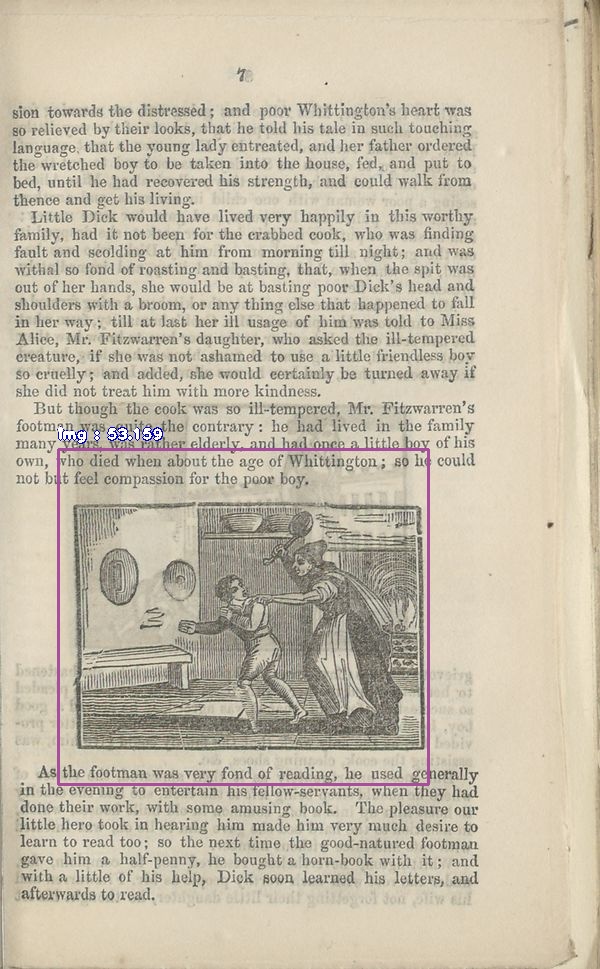 7
sion towards the distressed; and poor Whittington's heart was
so relieved by their looks, that he told his tale in such touching
language, that the young lady entreated, and her father ordered
the wretched boy to be taken into the house, fed, and put to
bed, until he had recovered his strength, and could walk from
thence and get his living.
Little Dick would have lived very happily in this worthy
family, had it not been for the crabbed cook, who was finding
fault and scolding at him from morning till night; and was
withal so fond of roasting and basting, that, when the spit was
out of her hands, she would be at basting poor Dick's head and
shoulders with a broom, or any thing else that happened to fall
in her way; till at last her ill usage of him was told to Miss
Alice, Mr. Fitzwarren's daughter, who asked the ill-tempered
creature, if she was not ashamed to use a little friendless boy
so cruelly; and added, she would certainly be turned away if
she did not treat him with more kindness.
But though the cook was so ill-tempered, Mr. Fitzwarren's
footman was quite the contrary: he had lived in the family
many years, was rather elderly, and had once a little boy of his
Img : 53.159
own, who died when about the age of Whittington; so he could
not but feel compassion for the poor boy.
As the footman was very fond of reading, he used generally
in the evening to entertain his fellow-servants, when they had
done their work, with some amusing book. The pleasure our
little hero took in hearing him made him very much desire to
learn to read too; so the next time the good-natured footman
gave him a half-penny, he bought a horn-book with it; and
with a little of his help, Dick soon learned his letters, and
afterwards to read.